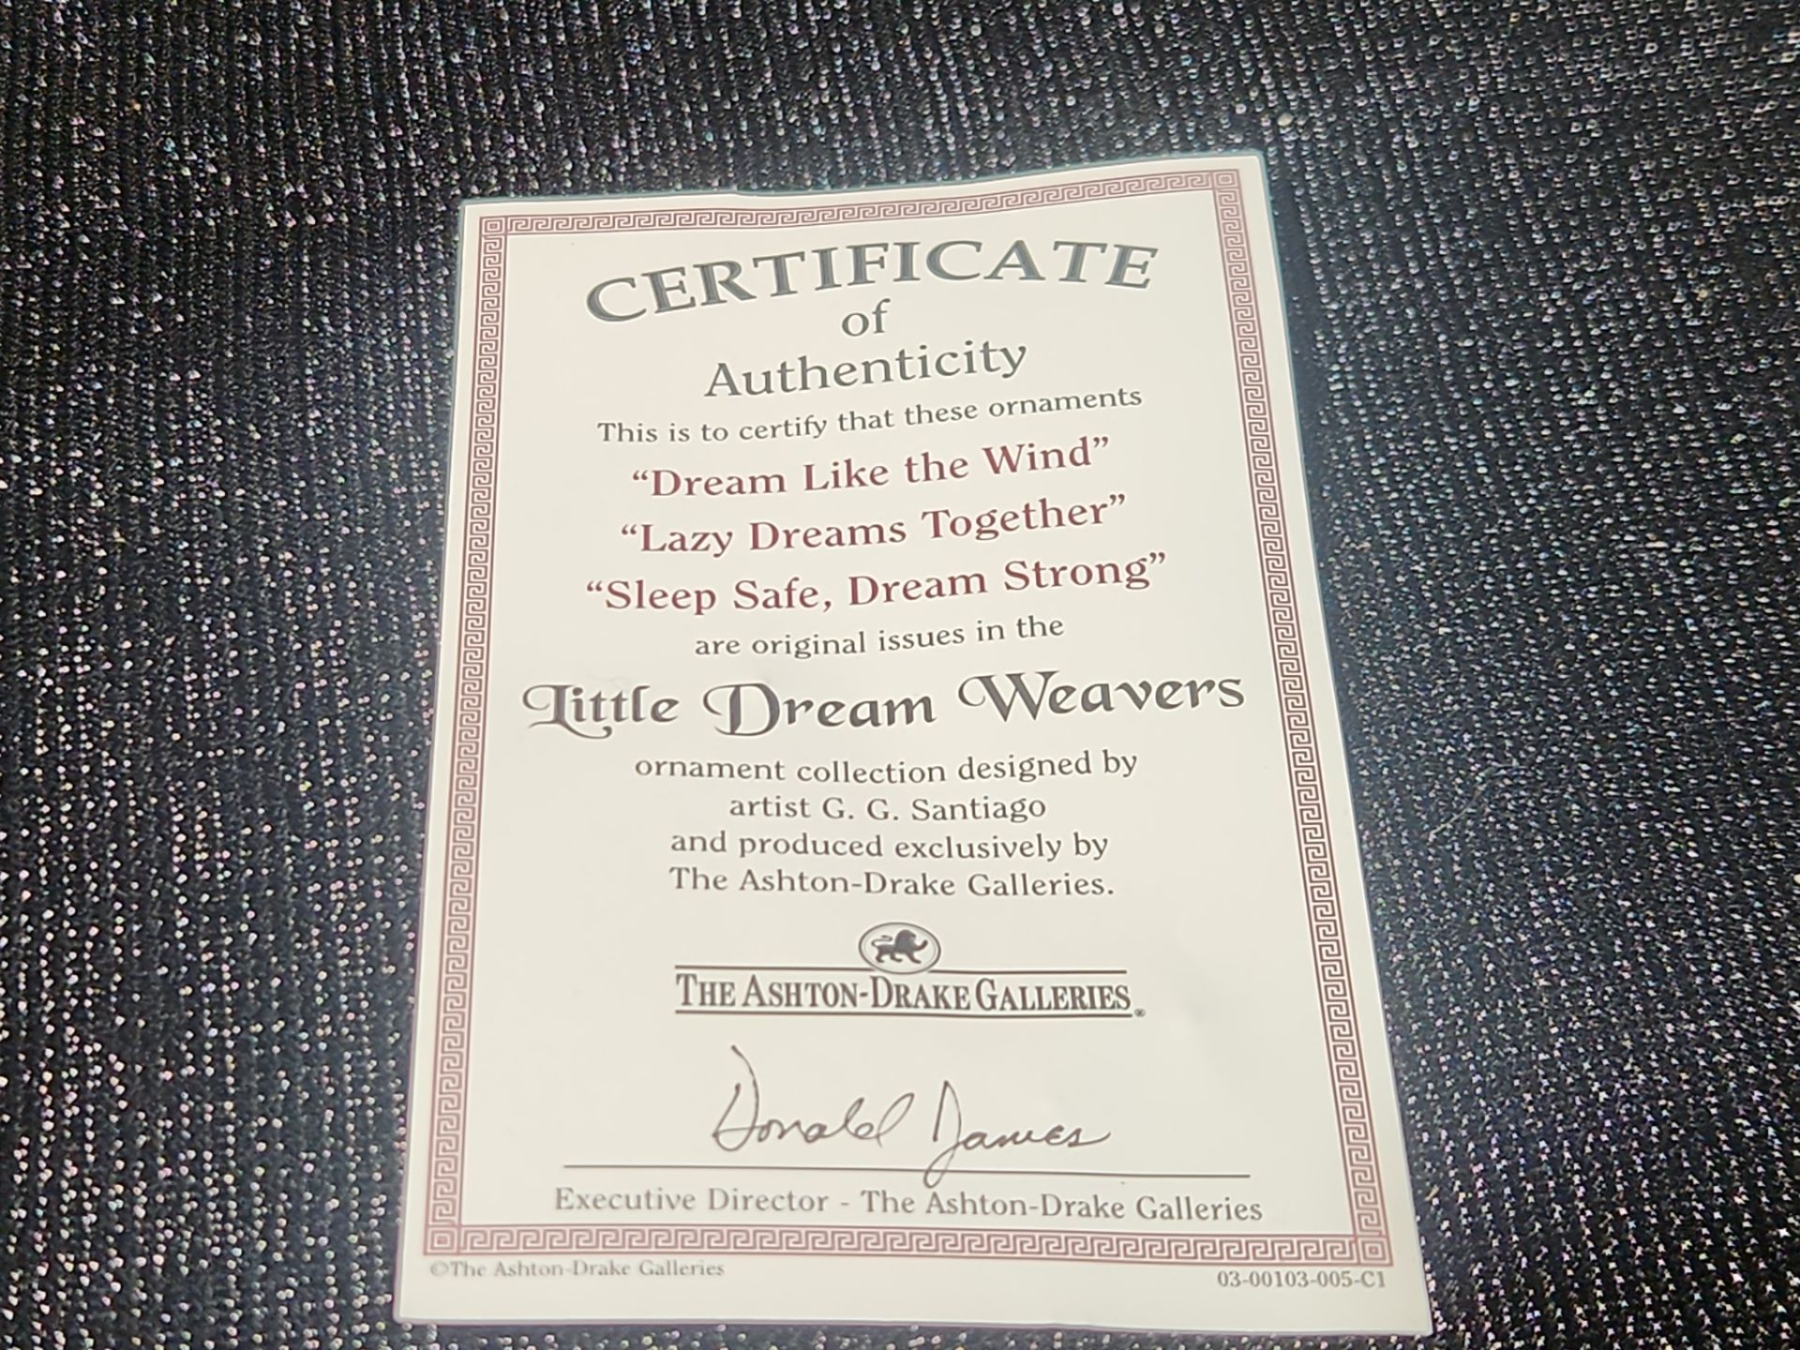 CERTIFICATE
of
Authenticity
This is to certify that these ornaments
“Dream Like the Wind”
“Lazy Dreams Together”
“Sleep Safe, Dream Strong”
are original issues in the
Little Dream Weavers
ornament collection designed by
artist G. G. Santiago
and produced exclusively by
The Ashton-Drake Galleries.
THE ASHTON-DRAKE GALLERIES®
Donald James
Executive Director - The Ashton-Drake Galleries
©The Ashton-Drake Galleries
03-00103-005-C1